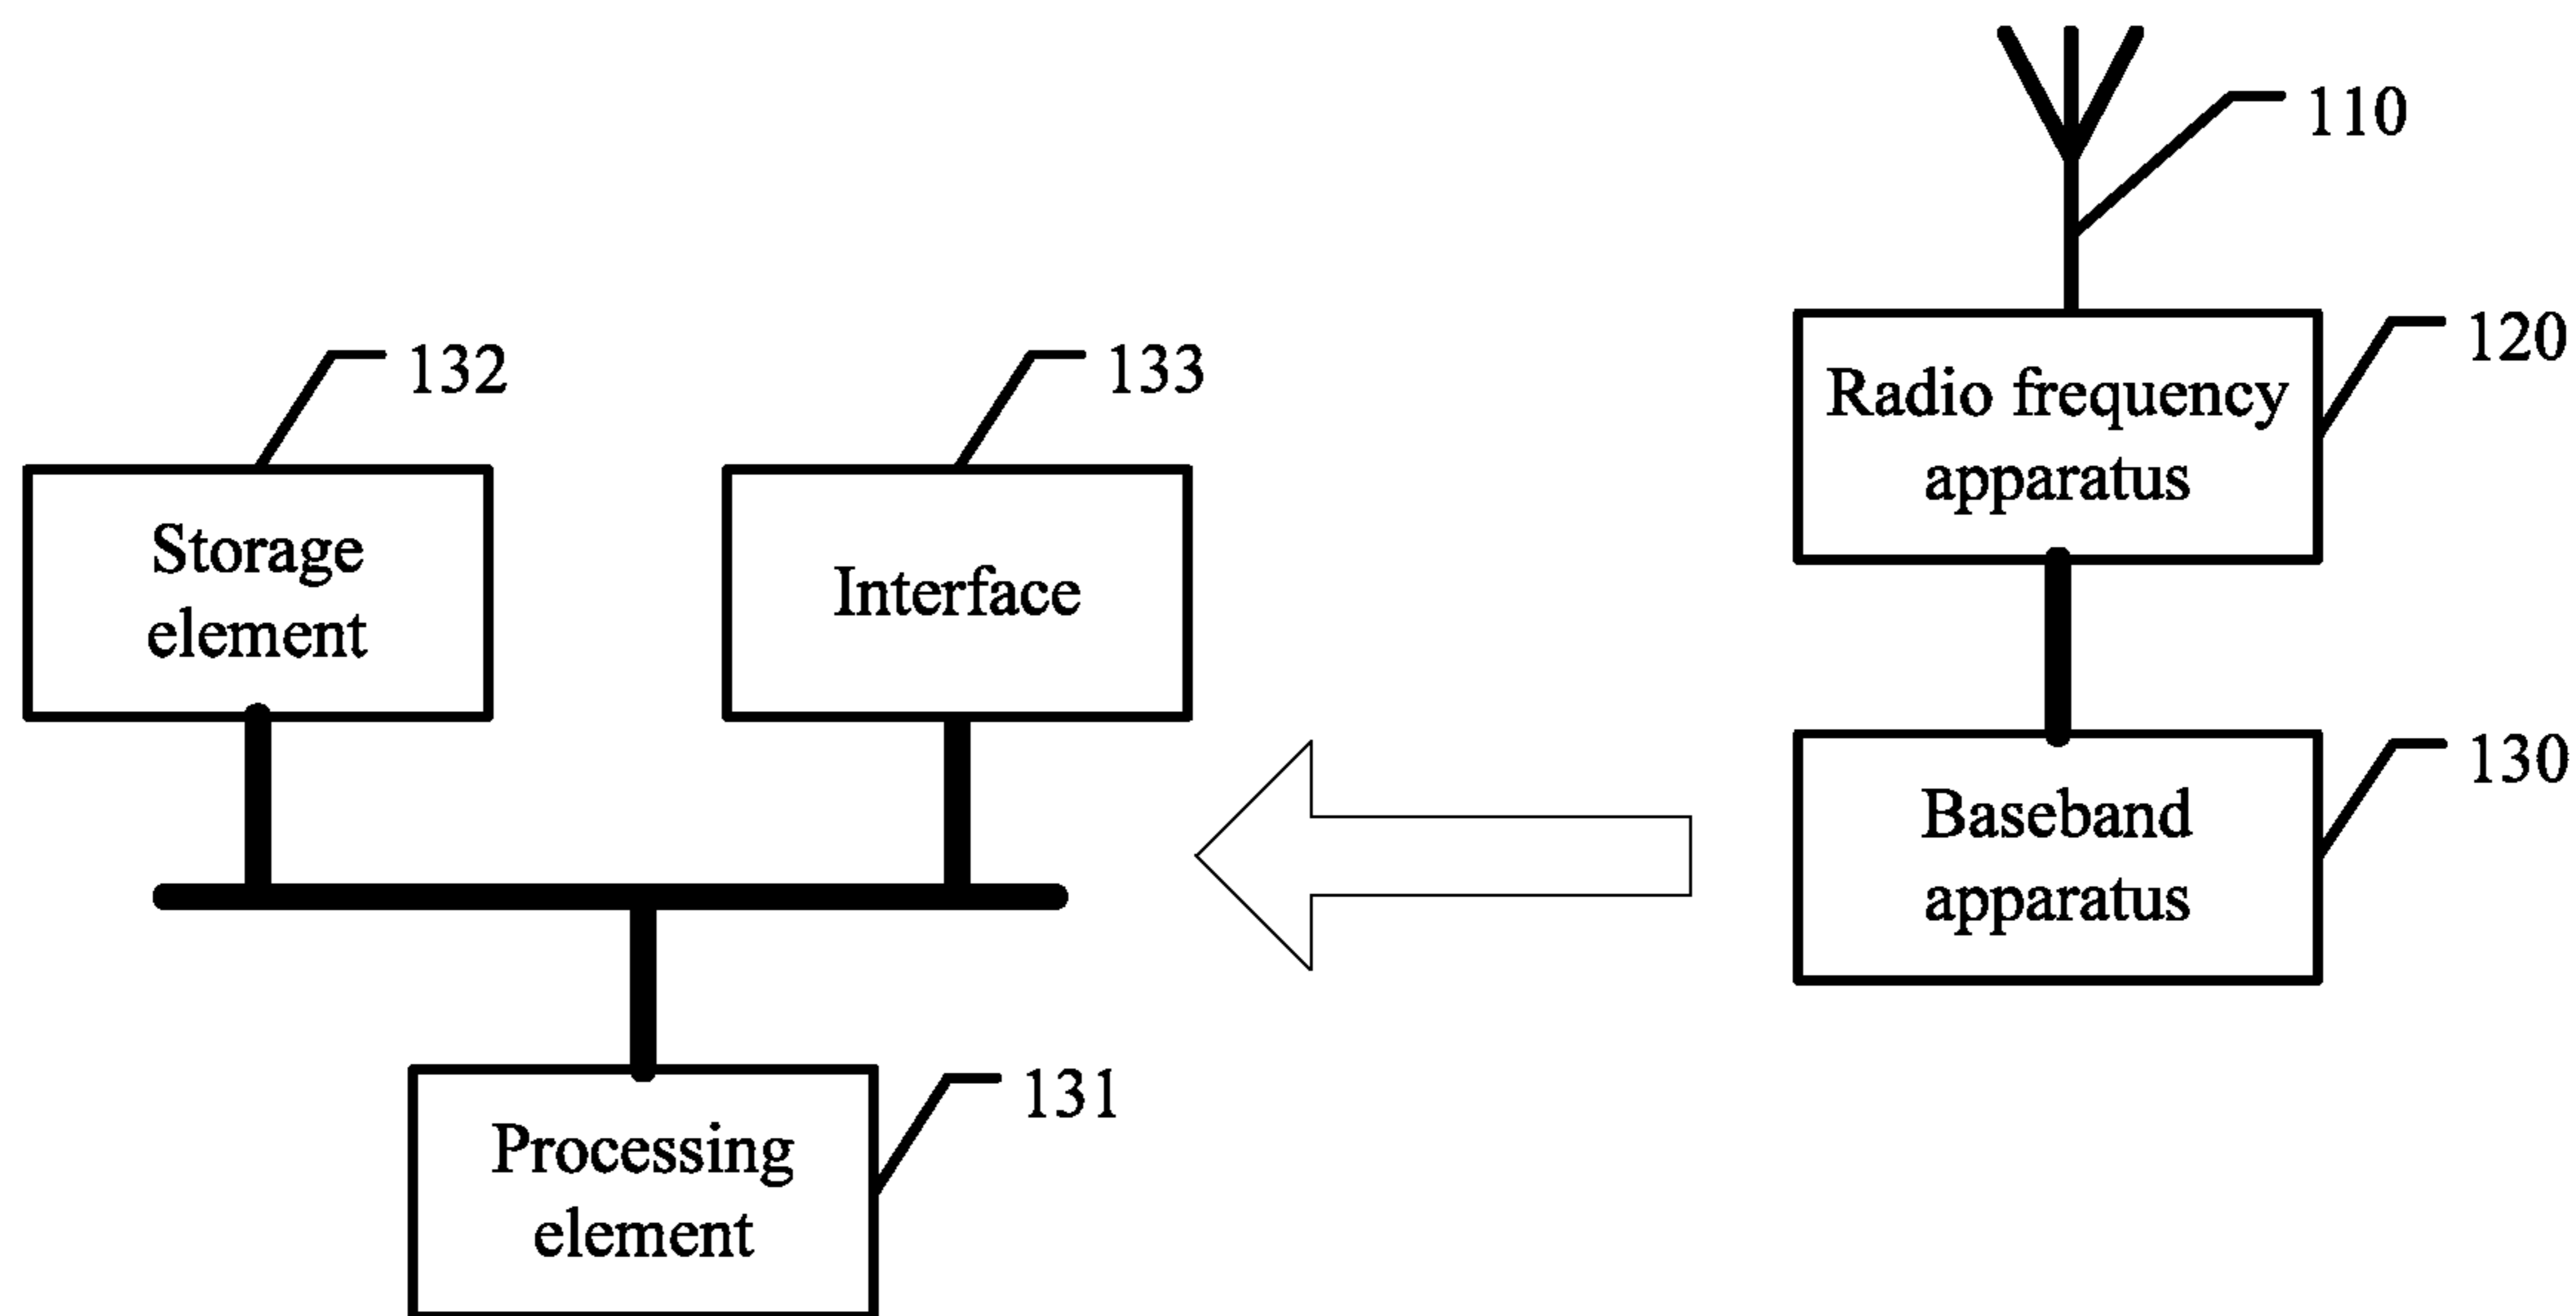 110
120
Radio frequency
apparatus
132
133
Storage
element
Interface
130
Baseband
apparatus
131
Processing
element